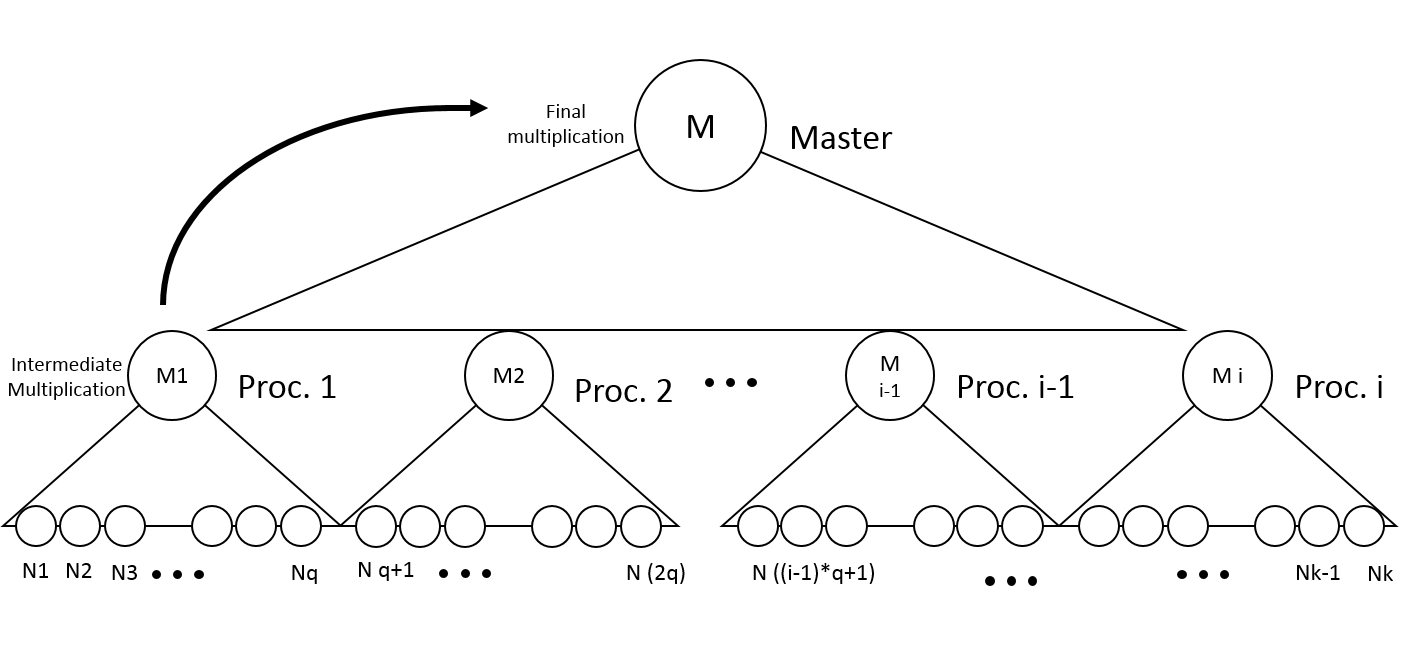 Final
multiplication
M
Master
Intermediate
Multiplication
M1
Proc. 1
M2
Proc. 2
•••
M
i-1
Proc. i-1
M i
Proc. i
N1 N2 N3 ••• Nq
N q+1 ••• N (2q)
N ((i-1)*q+1) •••
••• Nk-1 Nk